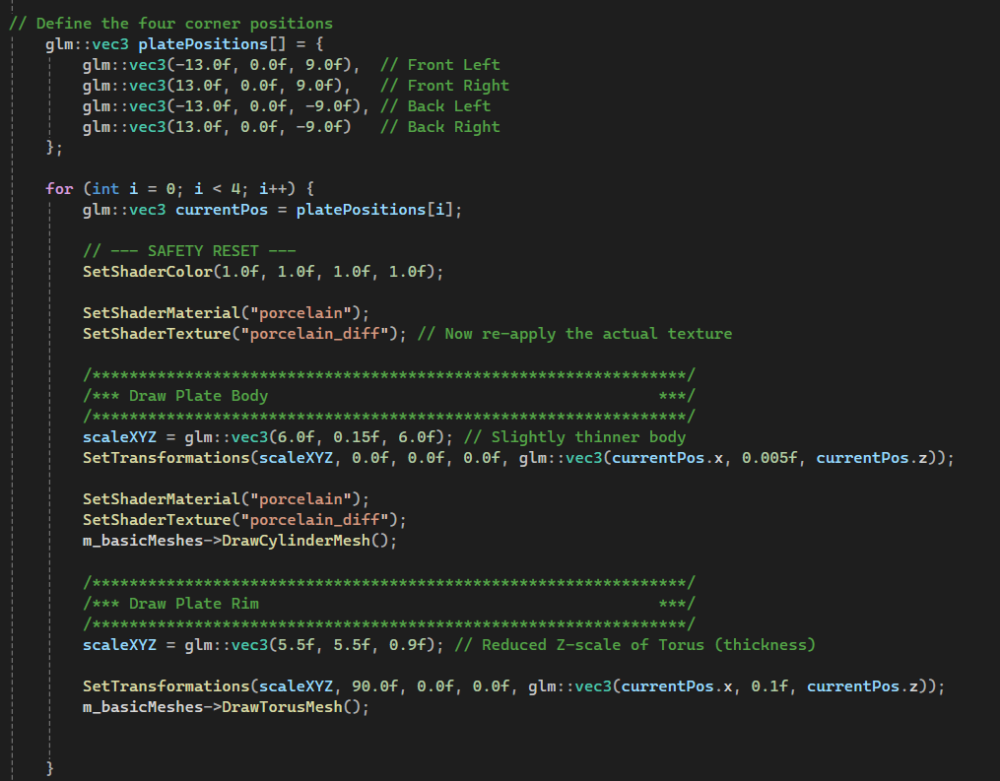 // Define the four corner positions
glm::vec3 platePositions[] = {
glm::vec3(-13.0f, 0.0f, 9.0f),  // Front Left
glm::vec3(13.0f, 0.0f, 9.0f),   // Front Right
glm::vec3(-13.0f, 0.0f, -9.0f), // Back Left
glm::vec3(13.0f, 0.0f, -9.0f)   // Back Right
};
for (int i = 0; i < 4; i++) {
glm::vec3 currentPos = platePositions[i];
// --- SAFETY RESET ---
SetShaderColor(1.0f, 1.0f, 1.0f, 1.0f);
SetShaderMaterial("porcelain");
SetShaderTexture("porcelain_diff"); // Now re-apply the actual texture
/****************************************************************/
/*** Draw Plate Body                                          ***/
/****************************************************************/
scaleXYZ = glm::vec3(6.0f, 0.15f, 6.0f); // Slightly thinner body
SetTransformations(scaleXYZ, 0.0f, 0.0f, 0.0f, glm::vec3(currentPos.x, 0.005f, currentPos.z));
SetShaderMaterial("porcelain");
SetShaderTexture("porcelain_diff");
m_basicMeshes->DrawCylinderMesh();
/****************************************************************/
/*** Draw Plate Rim                                           ***/
/****************************************************************/
scaleXYZ = glm::vec3(5.5f, 5.5f, 0.9f); // Reduced Z-scale of Torus (thickness)
SetTransformations(scaleXYZ, 90.0f, 0.0f, 0.0f, glm::vec3(currentPos.x, 0.1f, currentPos.z));
m_basicMeshes->DrawTorusMesh();
}